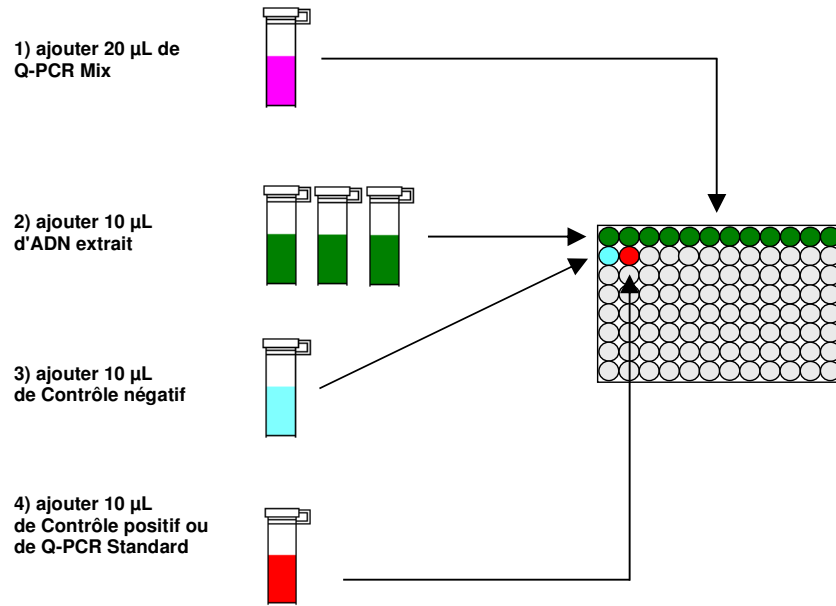 1) ajouter 20 µL de
Q-PCR Mix
2) ajouter 10 µL
d'ADN extrait
3) ajouter 10 µL
de Contrôle négatif
4) ajouter 10 µL
de Contrôle positif ou
de Q-PCR Standard